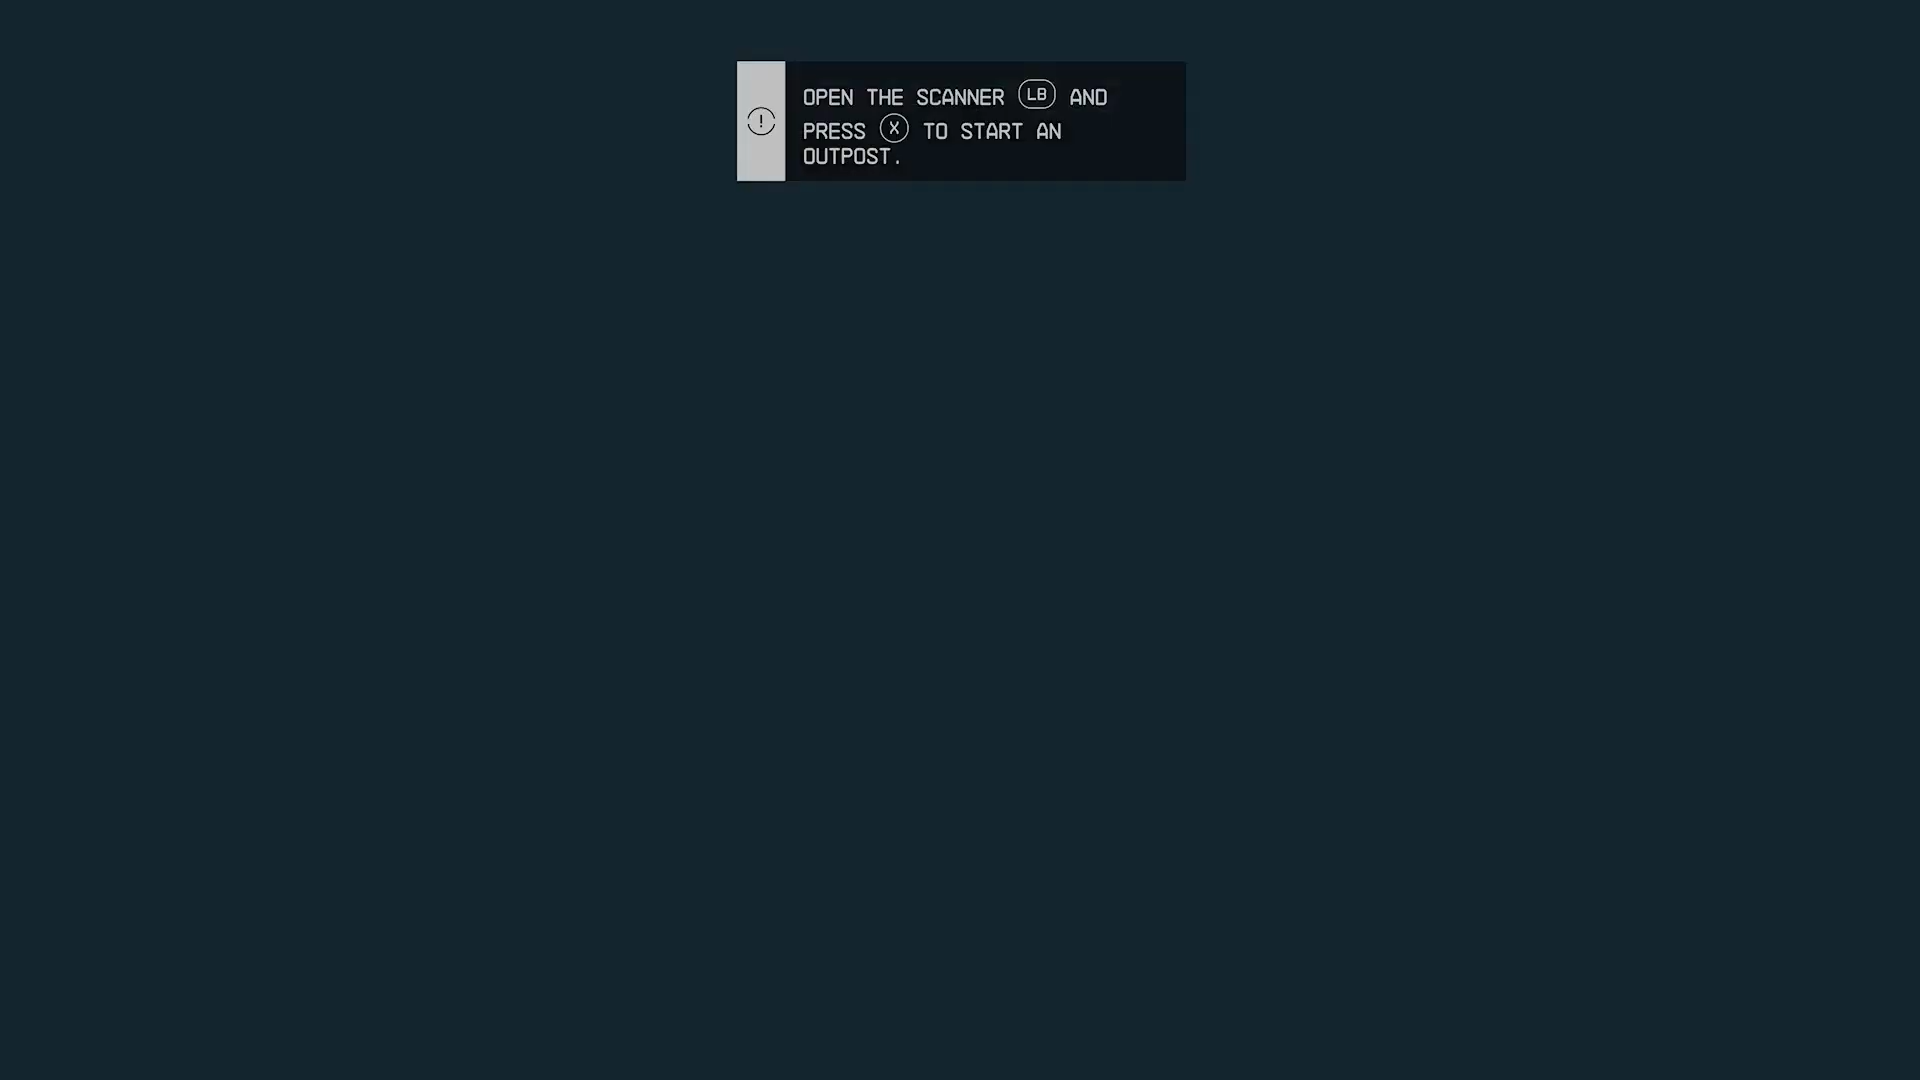 OPEN THE SCANNER LB AND
PRESS X TO START AN
OUTPOST.